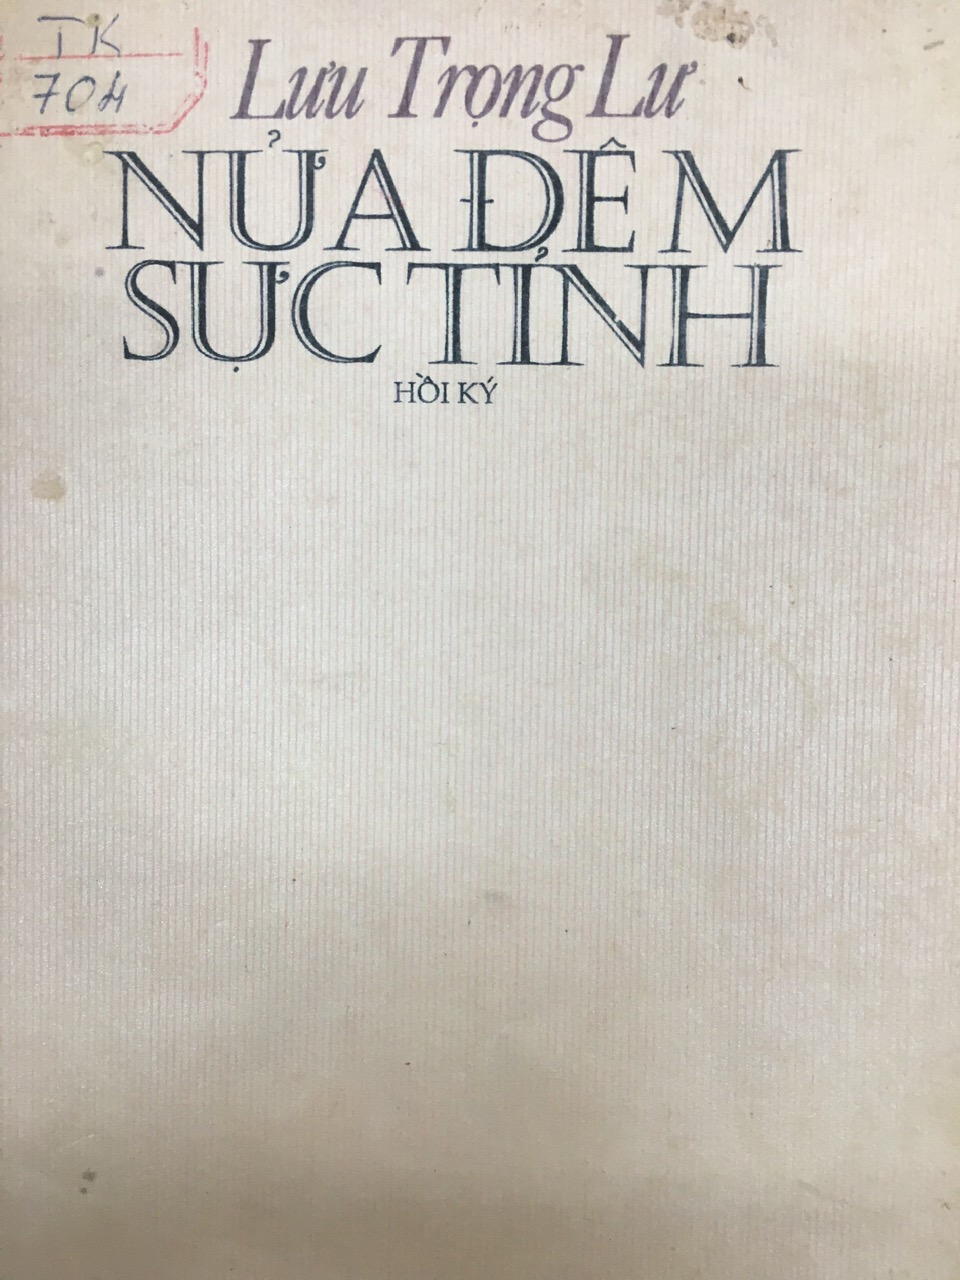 TK
704
Lưu Trọng Lư
NỬA ĐÊM
SỰC TỈNH
HỒI KÝ